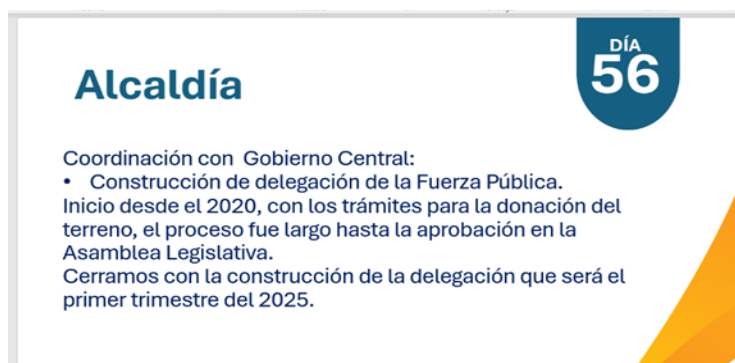 DÍA
56
Alcaldía
Coordinación con Gobierno Central:
• Construcción de delegación de la Fuerza Pública.
Inicio desde el 2020, con los trámites para la donación del
terreno, el proceso fue largo hasta la aprobación en la
Asamblea Legislativa.
Cerramos con la construcción de la delegación que será el
primer trimestre del 2025.